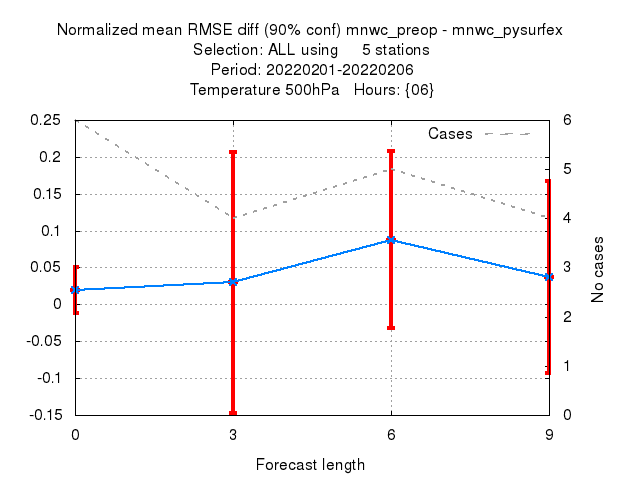 Normalized mean RMSE diff (90% conf) mnwc_preop - mnwc_pysurfex
Selection: ALL using 5 stations
Period: 20220201-20220206
Temperature 500hPa Hours: {06}
Cases
0.25
0.2
0.15
0.1
0.05
0
-0.05
-0.1
-0.15
6
5
4
3
2
1
0
No cases
0 3 6 9
Forecast length